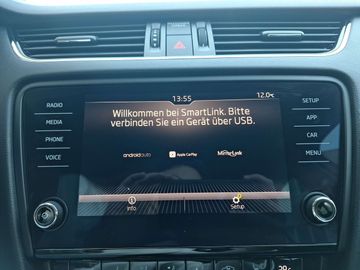 13:55
12.0°C
RADIO
MEDIA
PHONE
VOICE
Willkommen bei SmartLink. Bitte
verbinden Sie ein Gerät über USB.
androidauto
Apple CarPlay
MirrorLink
Info
Setup
SETUP
APP
CAR
MENU